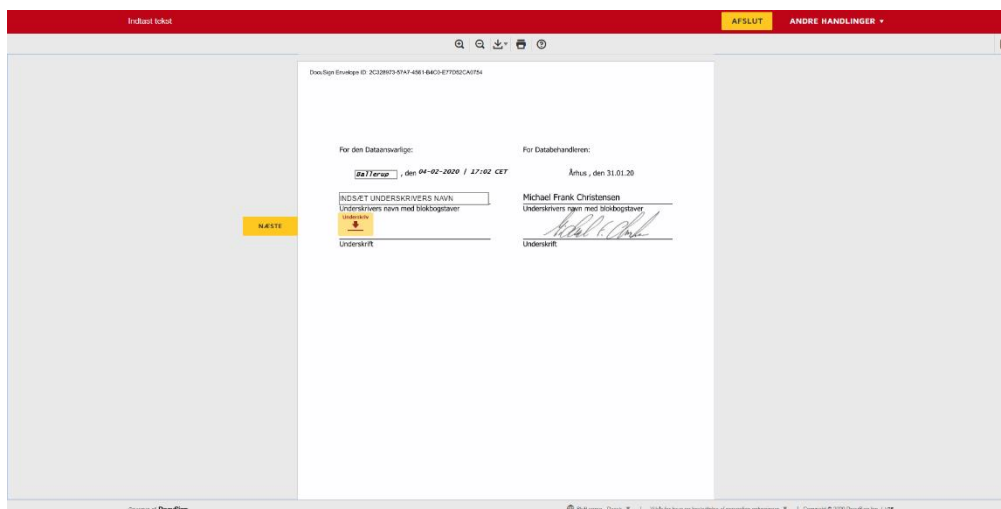 Indtast tekst
AFSLUT
ANDRE HANDLINGER ▼
DocuSign Envelope ID: 2C328973-57A7-4561-B4C0-E77D52CA0754
For den Dataansvarlige:
For Databehandleren:
Ballerup , den 04-02-2020 | 17:02 CET
Århus , den 31.01.20
INDSÆT UNDERSKRIVERS NAVN
Michael Frank Christensen
Underskrivers navn med blokbogstaver
Underskrivers navn med blokbogstaver
Underskriv
NÆSTE
Underskrift
Underskrift